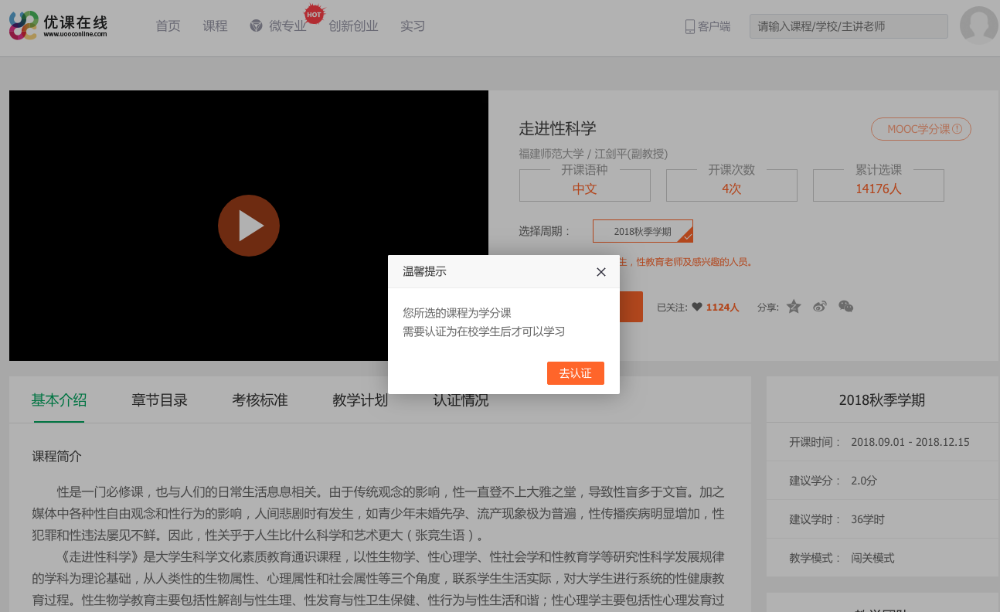 优课在线
www.uooconline.com
首页 课程 微专业 HOT 创新创业 实习 客户端 请输入课程/学校/主讲老师
走进性科学 MOOC学分课
福建师范大学 / 江剑平(副教授)
开课语种 开课次数 累计选课
中文 4次 14176人
选择周期： 2018秋季学期
生，性教育老师及感兴趣的人员。
已关注: 1124人 分享:
温馨提示
您所选的课程为学分课
需要认证为在校学生后才可以学习
去认证
基本介绍 章节目录 考核标准 教学计划 认证情况
课程简介
性是一门必修课，也与人们的日常生活息息相关。由于传统观念的影响，性一直登不上大雅之堂，导致性盲多于文盲。加之
媒体中各种性自由观念和性行为的影响，人间悲剧时有发生，如青少年未婚先孕、流产现象极为普遍，性传播疾病明显增加，性
犯罪和性违法屡见不鲜。因此，性关乎于人生比什么科学和艺术更大（张竞生语）。
《走进性科学》是大学生科学文化素质教育通识课程，以性生物学、性心理学、性社会学和性教育学等研究性科学发展规律
的学科为理论基础，从人类性的生物属性、心理属性和社会属性等三个角度，联系学生生活实际，对大学生进行系统的性健康教
育过程。性生物学教育主要包括性解剖与性生理、性发育与性卫生保健、性行为与性生活和谐；性心理学主要包括性心理发育过
2018秋季学期
开课时间： 2018.09.01 - 2018.12.15
建议学分： 2.0分
建议学时： 36学时
教学模式： 闯关模式